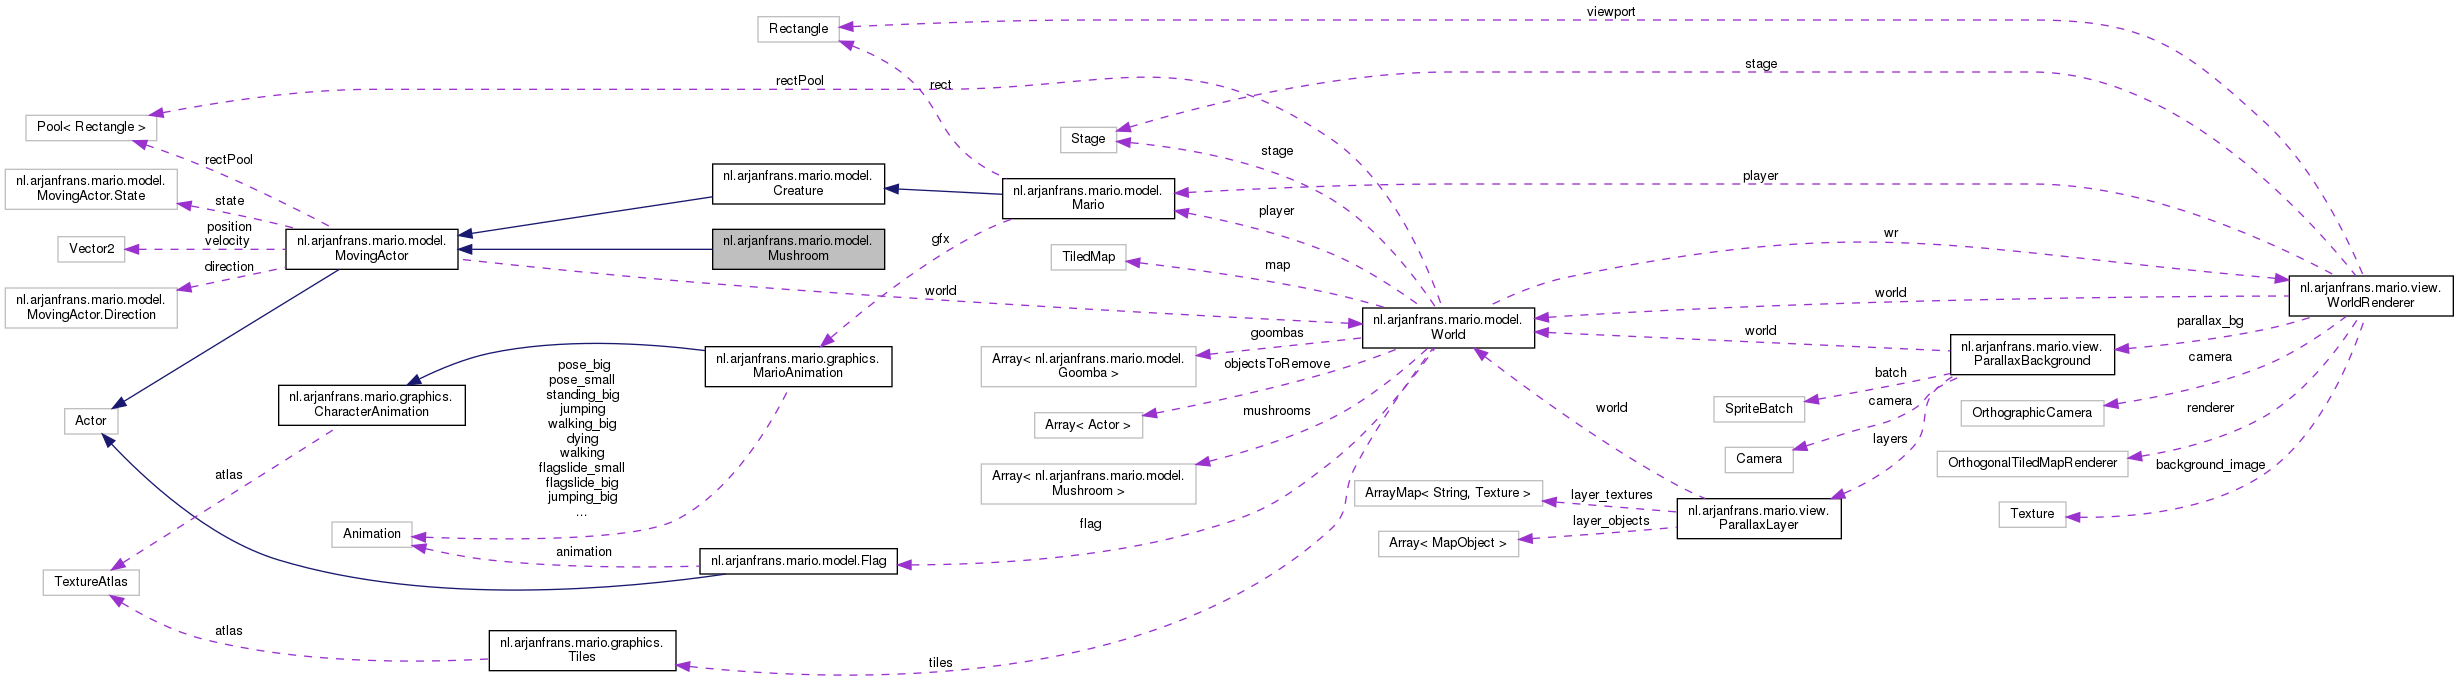 viewport
Rectangle
stage
rectPool
rect
Pool< Rectangle >
Stage
stage
rectPool
nl.arjanfrans.mario.model.
MovingActor.State
nl.arjanfrans.mario.model.
Creature
nl.arjanfrans.mario.model.
Mario
player
state
player
position
velocity
Vector2
nl.arjanfrans.mario.model.
MovingActor
nl.arjanfrans.mario.model.
Mushroom
gfx
wr
TiledMap
map
direction
nl.arjanfrans.mario.model.
MovingActor.Direction
world
world
nl.arjanfrans.mario.view.
WorldRenderer
nl.arjanfrans.mario.model.
World
goombas
world
parallax_bg
Array< nl.arjanfrans.mario.model.
Goomba >
objectsToRemove
nl.arjanfrans.mario.graphics.
MarioAnimation
nl.arjanfrans.mario.view.
ParallaxBackground
camera
pose_big
pose_small
standing_big
jumping
walking_big
dying
walking
flagslide_small
flagslide_big
jumping_big
...
nl.arjanfrans.mario.graphics.
CharacterAnimation
batch
camera
SpriteBatch
OrthographicCamera
renderer
Actor
Array< Actor >
mushrooms
world
layers
Camera
OrthogonalTiledMapRenderer
background_image
atlas
Array< nl.arjanfrans.mario.model.
Mushroom >
ArrayMap< String, Texture >
layer_textures
nl.arjanfrans.mario.view.
ParallaxLayer
Texture
layer_objects
Array< MapObject >
flag
Animation
animation
nl.arjanfrans.mario.model.Flag
TextureAtlas
atlas
nl.arjanfrans.mario.graphics.
Tiles
tiles